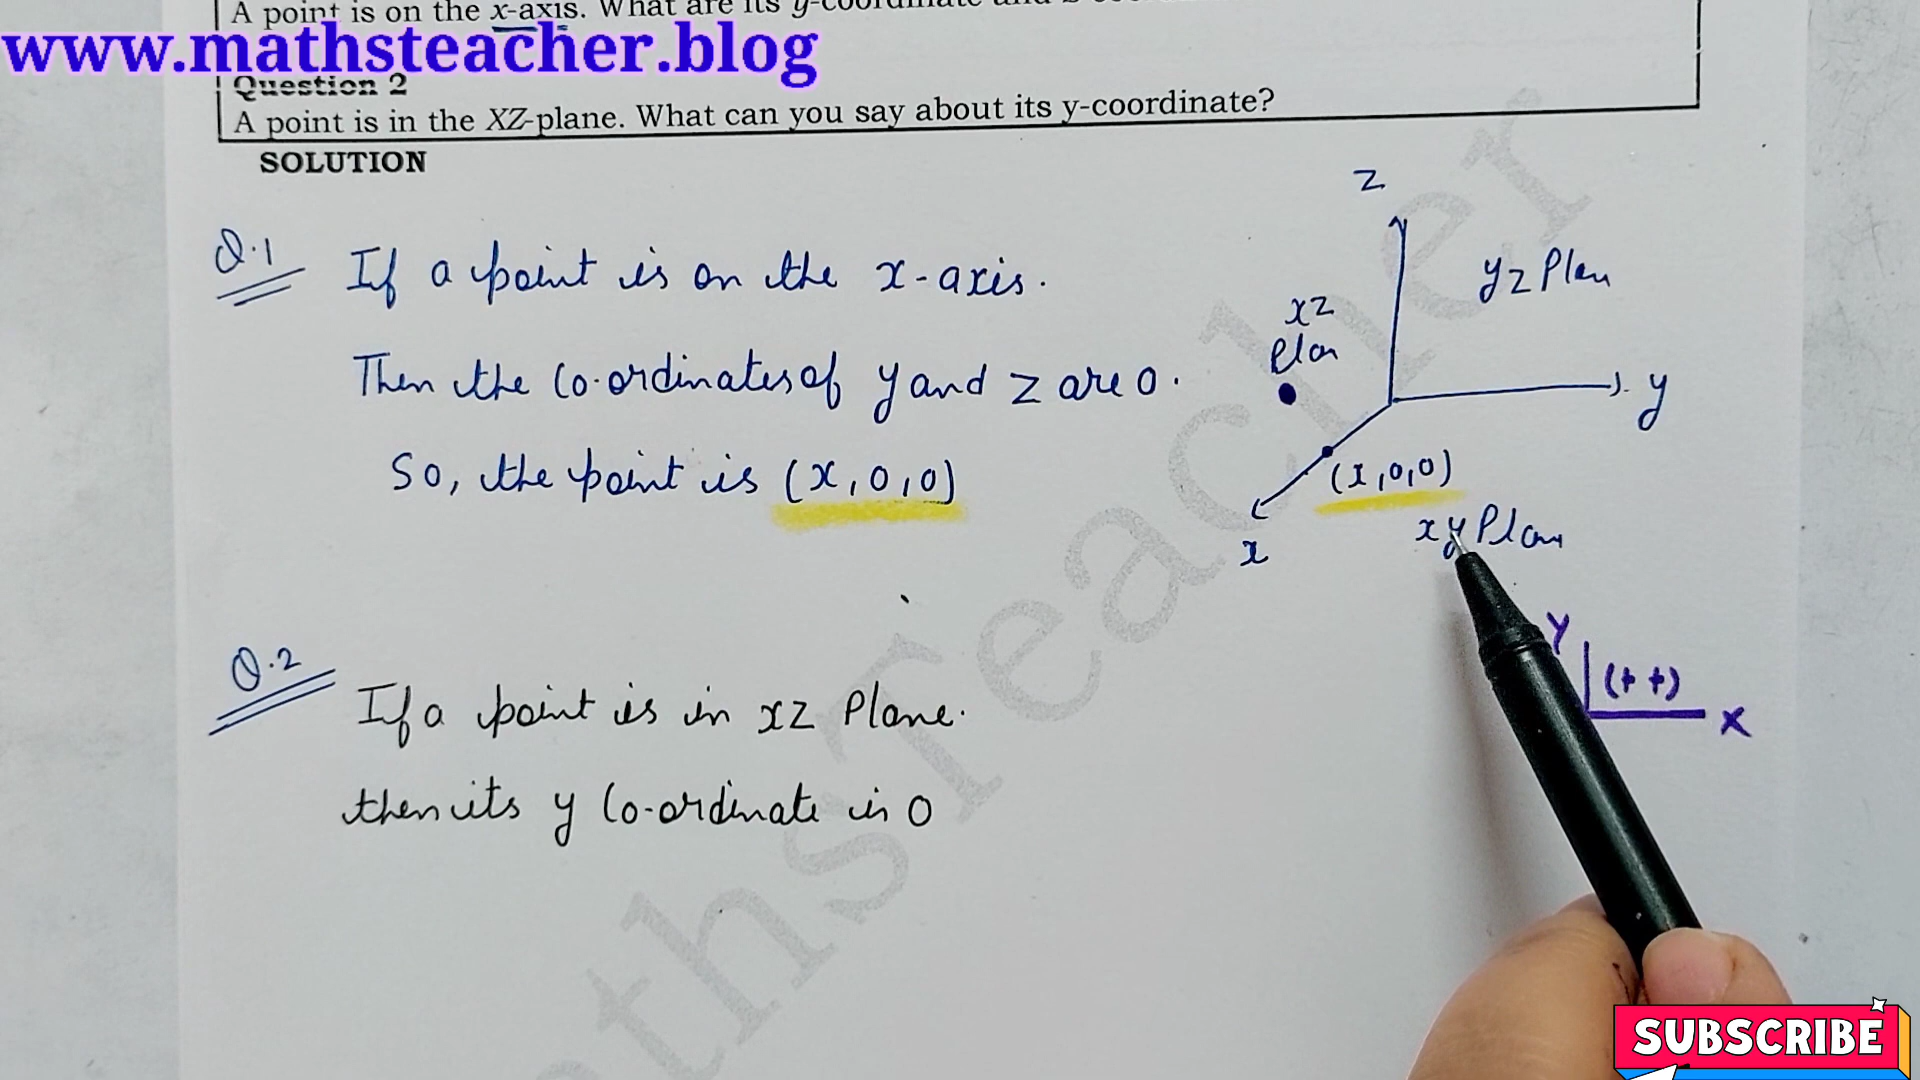 A point is on the x-axis. What are its y-coordinate and
www.mathsteacher.blog
Question 2
A point is in the XZ-plane. What can you say about its y-coordinate?
SOLUTION
Q.1 If a point is on the x-axis.
Then the Co-ordinates of y and z are 0.
So, the point is (x,0,0)
z
yz Plan
xz
Plan
y
(x,0,0)
x
xy Plan
Y
(+ +)
X
Q.2 If a point is in xz Plane.
then its y Co-ordinate is 0
Maths Teacher
SUBSCRIBE